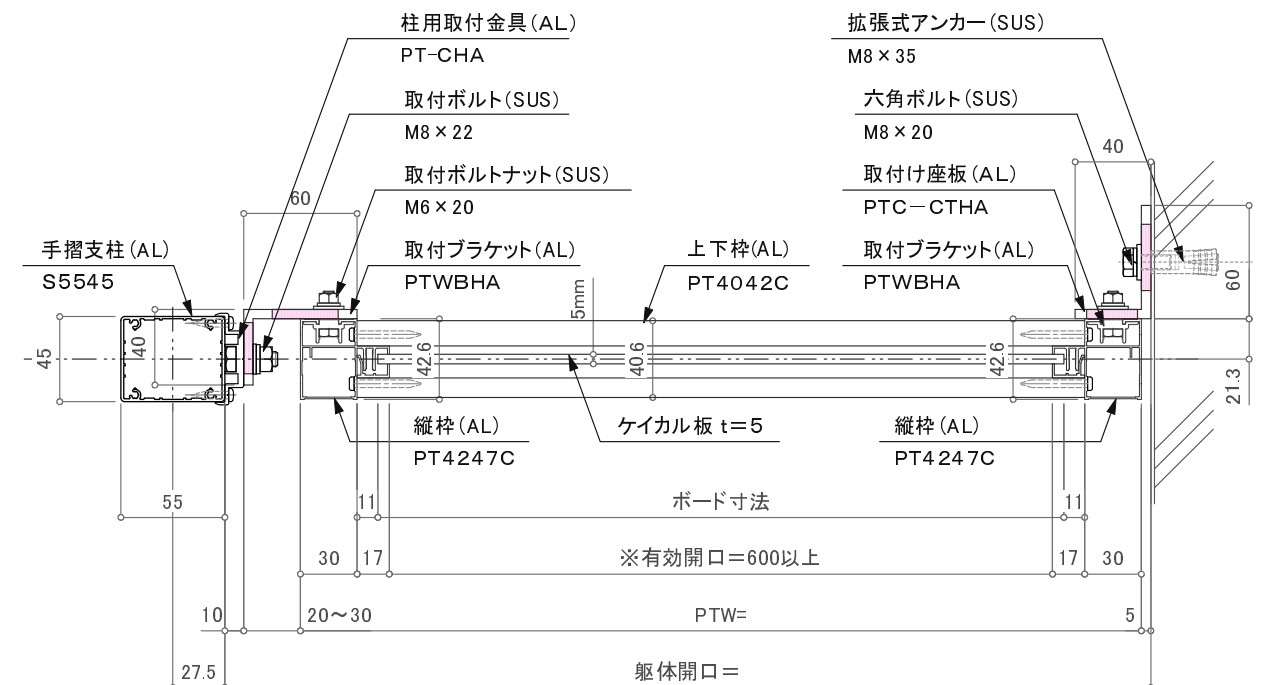 柱用取付金具(AL)
PT-CHA
取付ボルト(SUS)
M8×22
取付ボルトナット(SUS)
M6×20
取付ブラケット(AL)
PTWBHA
手摺支柱(AL)
S5545
上下枠(AL)
PT4042C
拡張式アンカー(SUS)
M8×35
六角ボルト(SUS)
M8×20
取付け座板(AL)
PTC－CTHA
取付ブラケット(AL)
PTWBHA
60
40
60
21.3
45
40
42.6
5mm
40.6
42.6
縦枠(AL)
PT4247C
ケイカル板 t=5
縦枠(AL)
PT4247C
55
11
ボード寸法
11
30
17
※有効開口=600以上
17
30
10
20～30
PTW=
5
27.5
躯体開口=